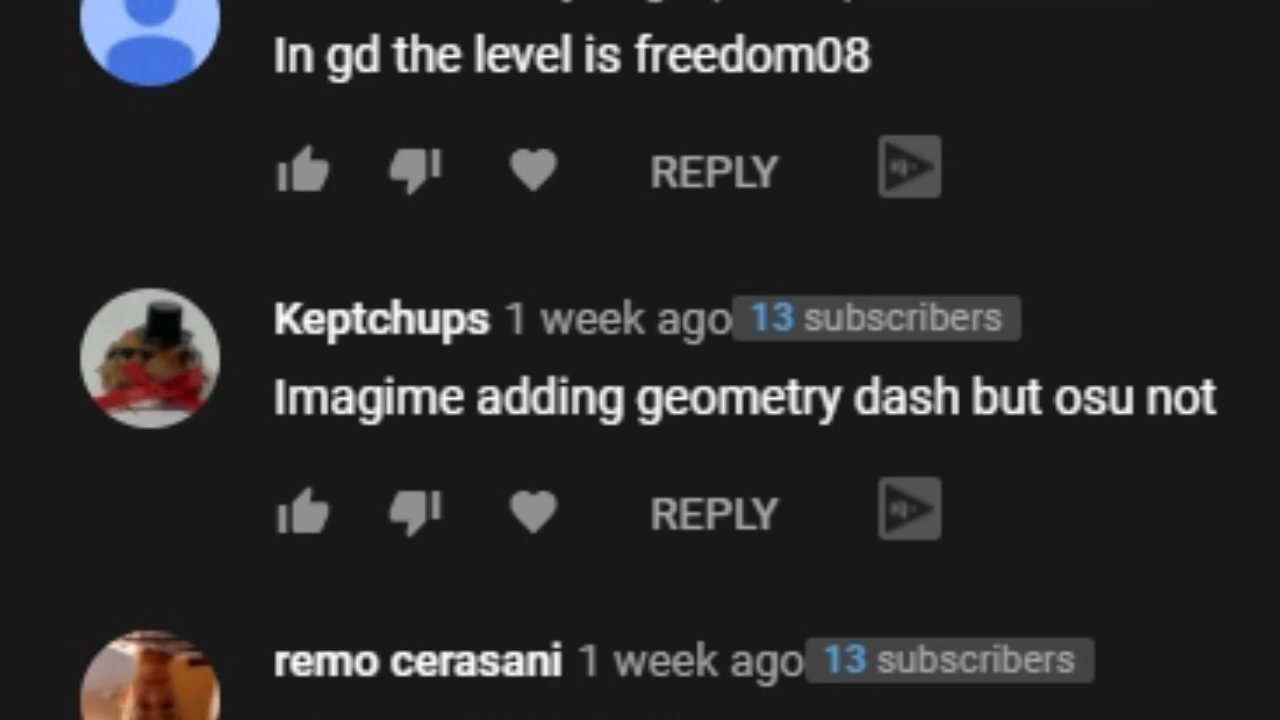 In gd the level is freedom08
REPLY
Keptchups 1 week ago 13 subscribers
Imagime adding geometry dash but osu not
REPLY
remo cerasani 1 week ago 13 subscribers